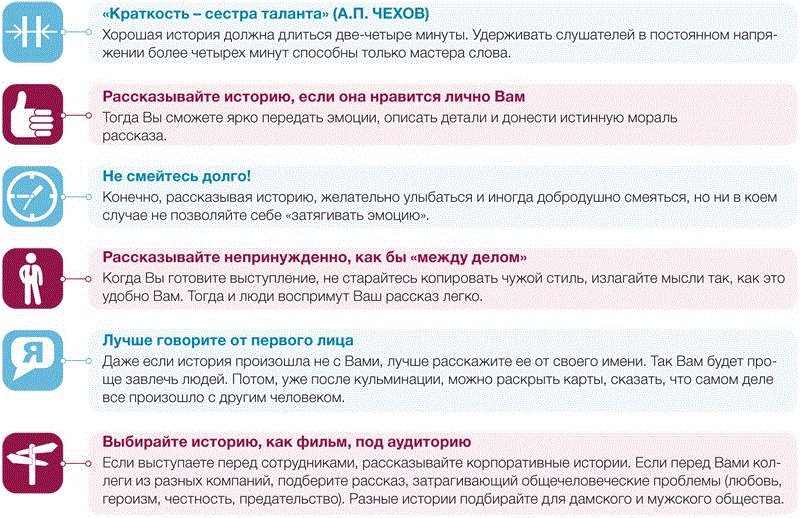 «Краткость – сестра таланта» (А.П. ЧЕХОВ)
Хорошая история должна длиться две-четыре минуты. Удерживать слушателей в постоянном напря-
жении более четырех минут способны только мастера слова.
Рассказывайте историю, если она нравится лично Вам
Тогда Вы сможете ярко передать эмоции, описать детали и донести истинную мораль
рассказа.
Не смейтесь долго!
Конечно, рассказывая историю, желательно улыбаться и иногда добродушно смеяться, но ни в коем
случае не позволяйте себе «затягивать эмоцию».
Рассказывайте непринужденно, как бы «между делом»
Когда Вы готовите выступление, не старайтесь копировать чужой стиль, излагайте мысли так, как это
удобно Вам. Тогда и люди воспримут Ваш рассказ легко.
Я
Лучше говорите от первого лица
Даже если история произошла не с Вами, лучше расскажите ее от своего имени. Так Вам будет про-
ще завлечь людей. Потом, уже после кульминации, можно раскрыть карты, сказать, что самом деле
все произошло с другим человеком.
Выбирайте историю, как фильм, под аудиторию
Если выступаете перед сотрудниками, рассказывайте корпоративные истории. Если перед Вами кол-
леги из разных компаний, подберите рассказ, затрагивающий общечеловеческие проблемы (любовь,
героизм, честность, предательство). Разные истории подбирайте для дамского и мужского общества.